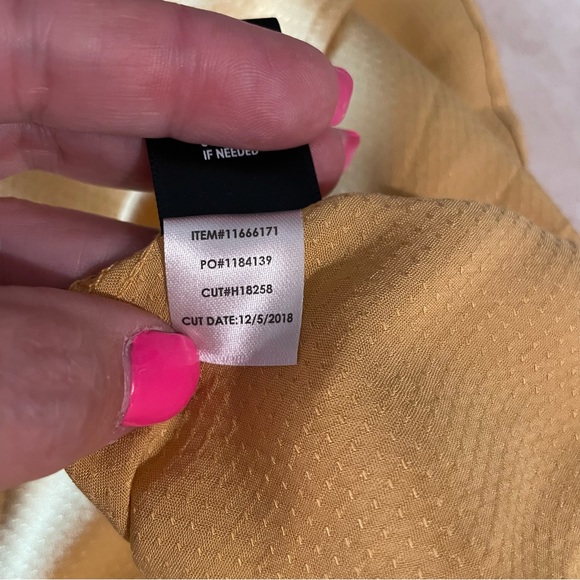 IF NEEDED
ITEM#11666171
PO#1184139
CUT#H18258
CUT DATE:12/5/2018